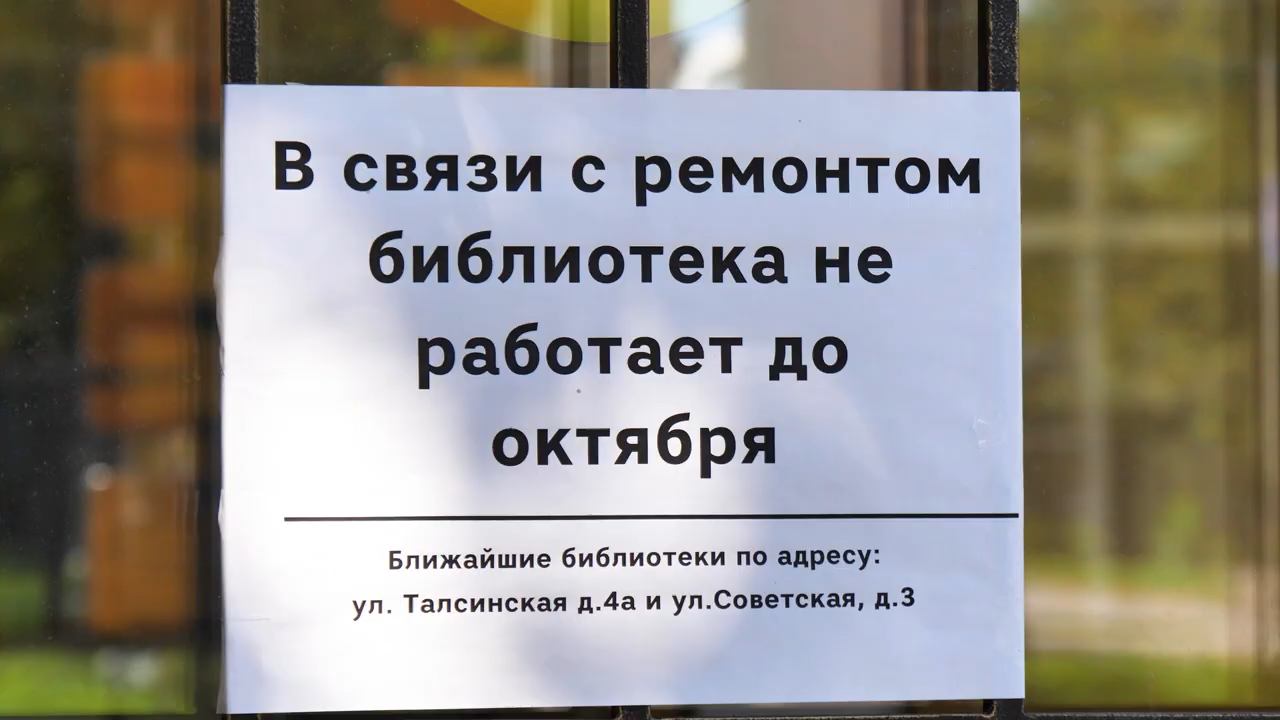 В связи с ремонтом
библиотека не
работает до
октября
Ближайшие библиотеки по адресу:
ул. Талсинская д.4а и ул.Советская, д.3